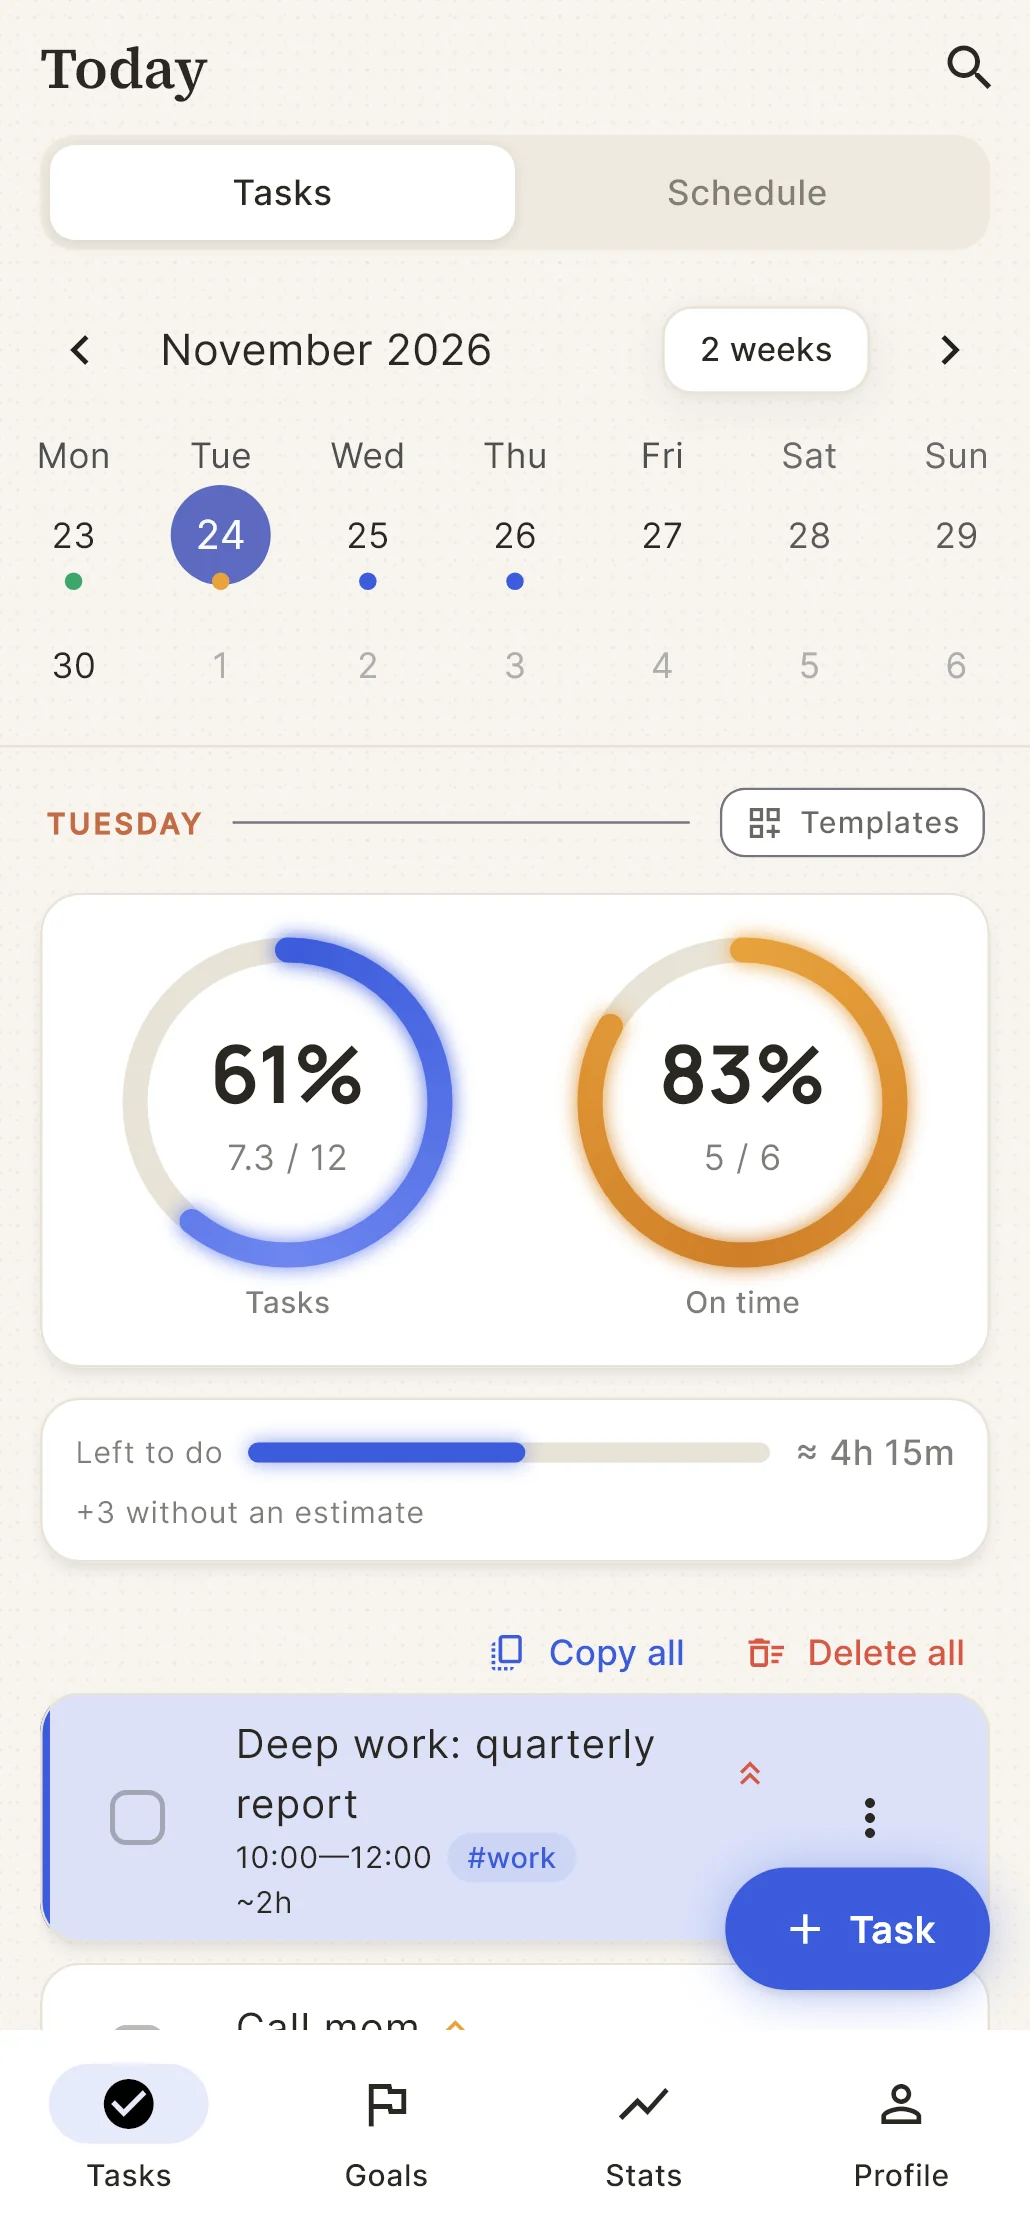 Today
Tasks
Schedule
November 2026
2 weeks
Mon Tue Wed Thu Fri Sat Sun
23 24 25 26 27 28 29
30 1 2 3 4 5 6
TUESDAY
Templates
61%
7.3 / 12
Tasks
83%
5 / 6
On time
Left to do
≈ 4h 15m
+3 without an estimate
Copy all
Delete all
Deep work: quarterly
report
10:00—12:00 #work
~2h
+ Task
Call mom
Tasks
Goals
Stats
Profile